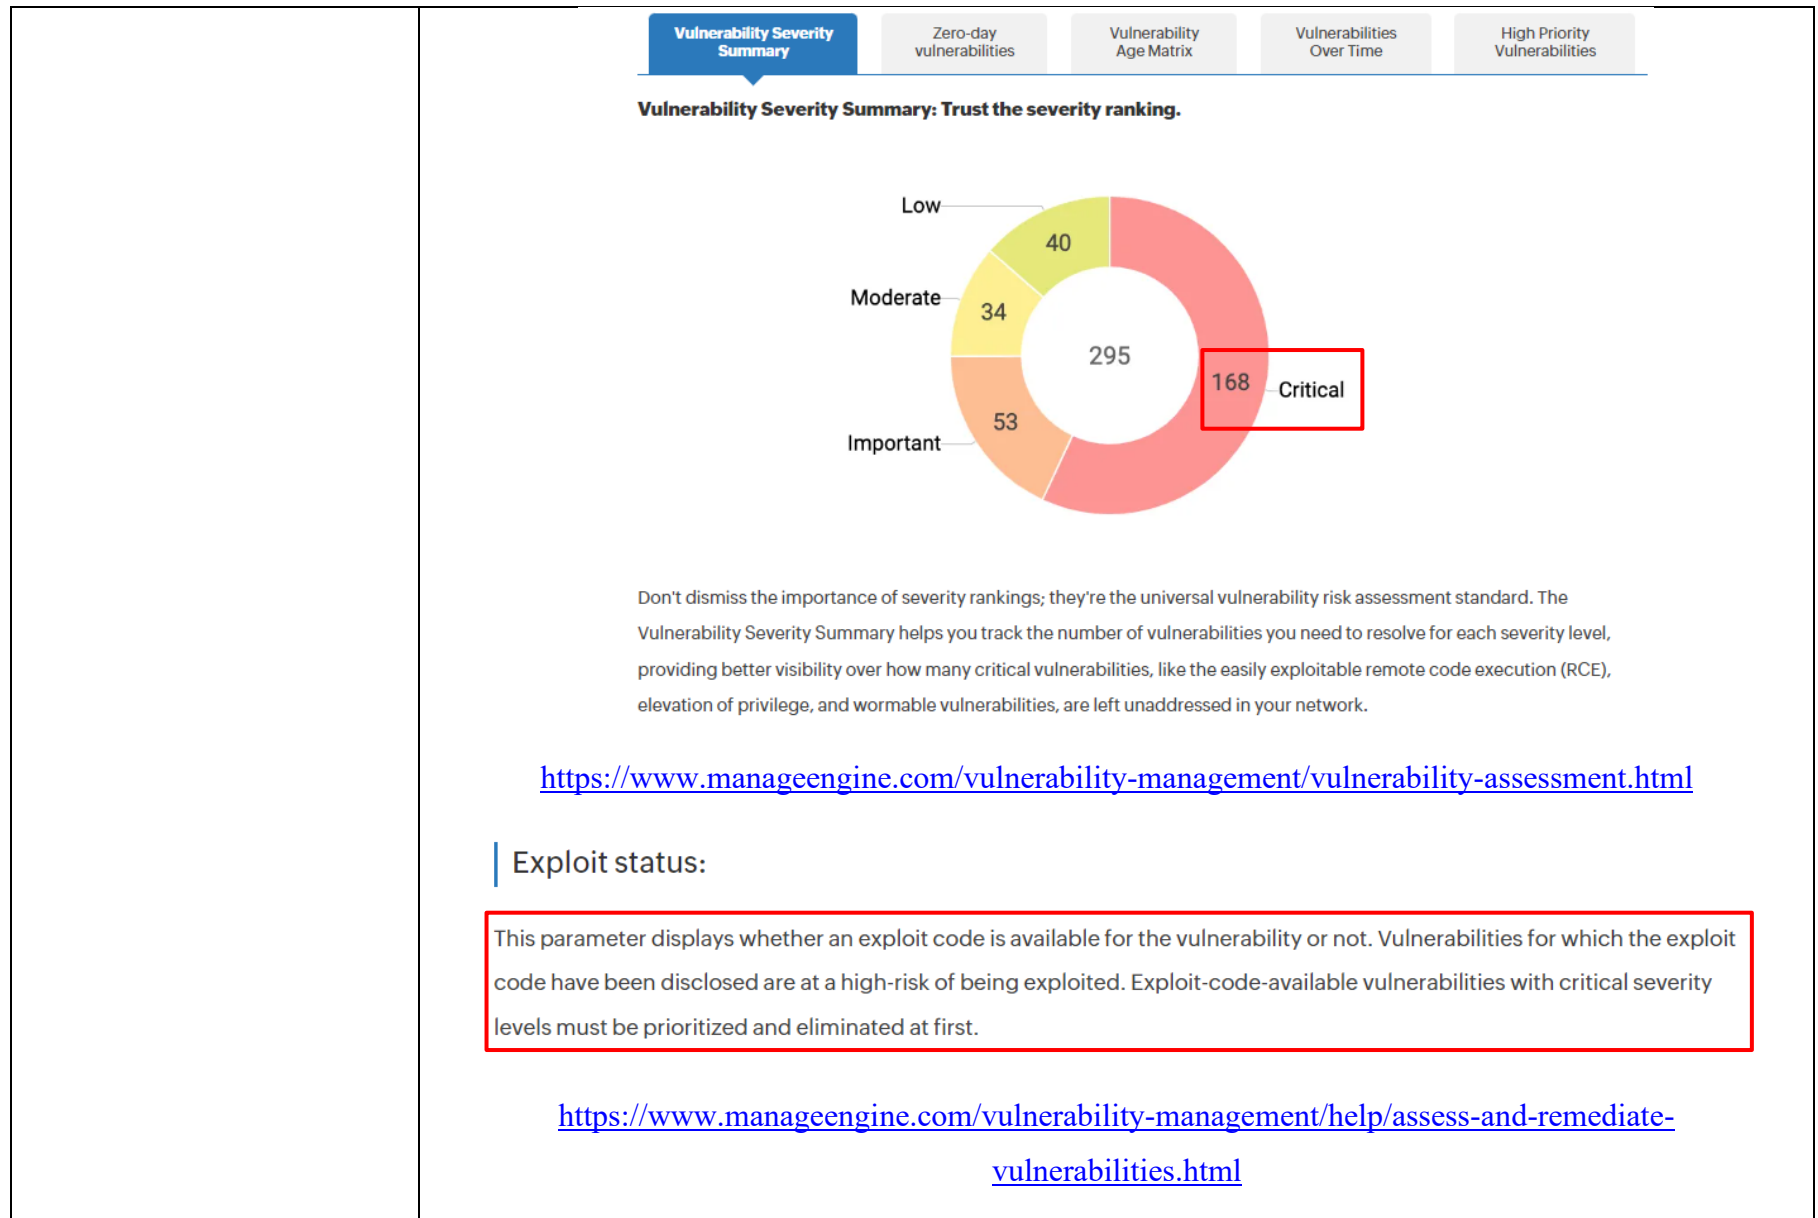 Vulnerability Severity
Summary
Zero-day
vulnerabilities
Vulnerability
Age Matrix
Vulnerabilities
Over Time
High Priority
Vulnerabilities
Vulnerability Severity Summary: Trust the severity ranking.
Low
40
Moderate
34
295
168
Critical
53
Important
Don't dismiss the importance of severity rankings; they're the universal vulnerability risk assessment standard. The
Vulnerability Severity Summary helps you track the number of vulnerabilities you need to resolve for each severity level,
providing better visibility over how many critical vulnerabilities, like the easily exploitable remote code execution (RCE),
elevation of privilege, and wormable vulnerabilities, are left unaddressed in your network.
https://www.manageengine.com/vulnerability-management/vulnerability-assessment.html
Exploit status:
This parameter displays whether an exploit code is available for the vulnerability or not. Vulnerabilities for which the exploit
code have been disclosed are at a high-risk of being exploited. Exploit-code-available vulnerabilities with critical severity
levels must be prioritized and eliminated at first.
https://www.manageengine.com/vulnerability-management/help/assess-and-remediate-
vulnerabilities.html